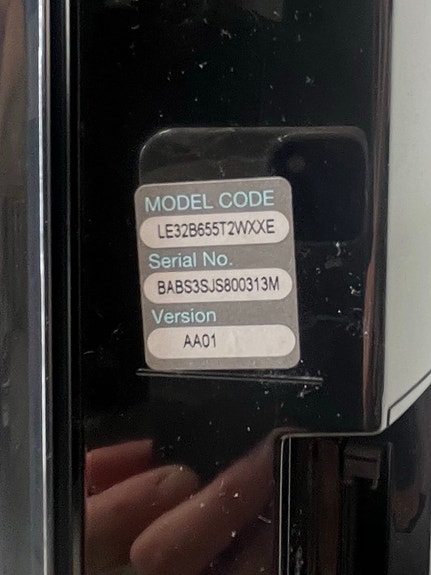 MODEL CODE
LE32B655T2WXXE
Serial No.
BABS3SJS800313M
Version
AA01